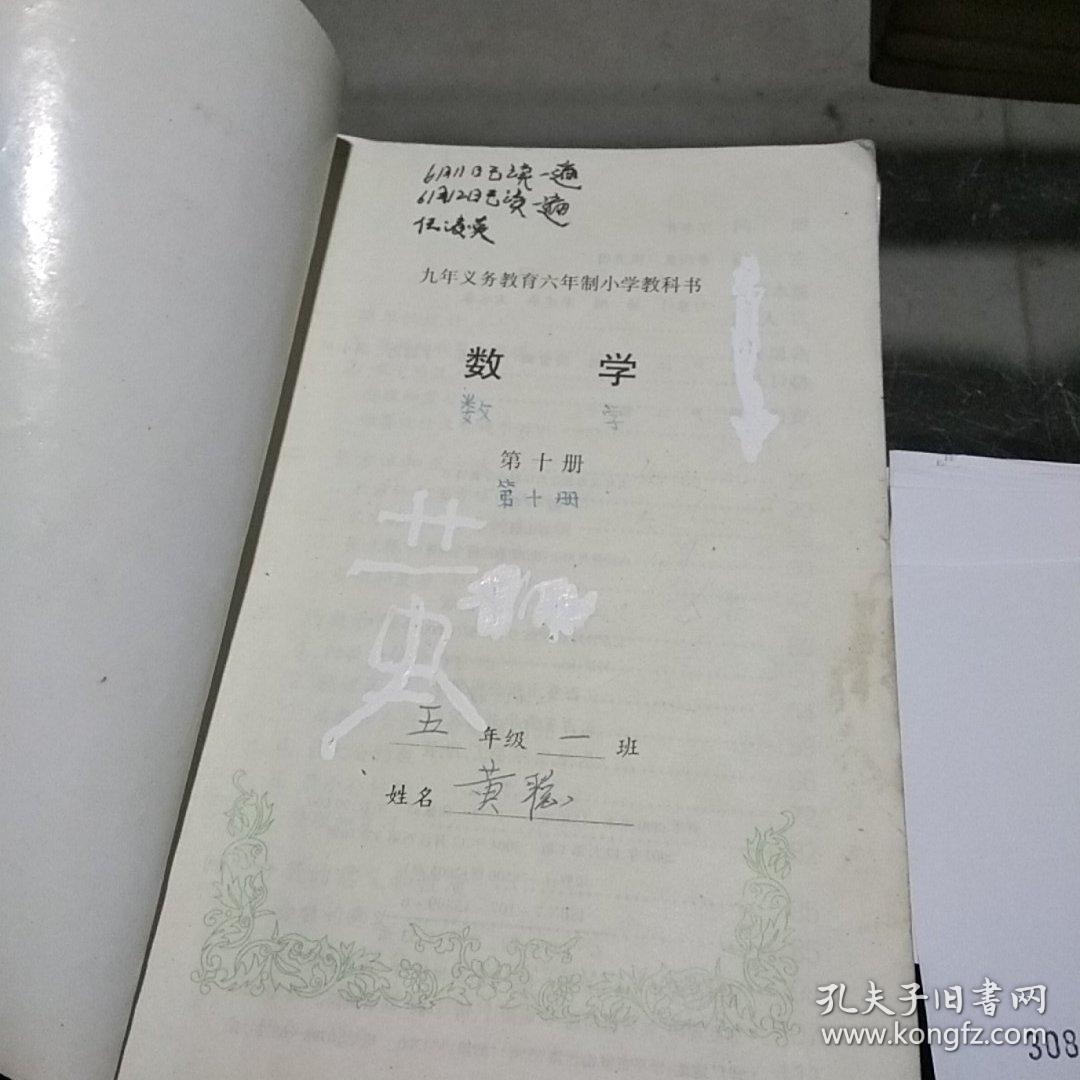 6月11日已读一遍
6月12日已读一遍
九年义务教育六年制小学教科书
数 学
数 学
第十册
第十册
五 年级 一 班
姓名 黄聪
孔夫子旧书网
www.kongfz.com
308